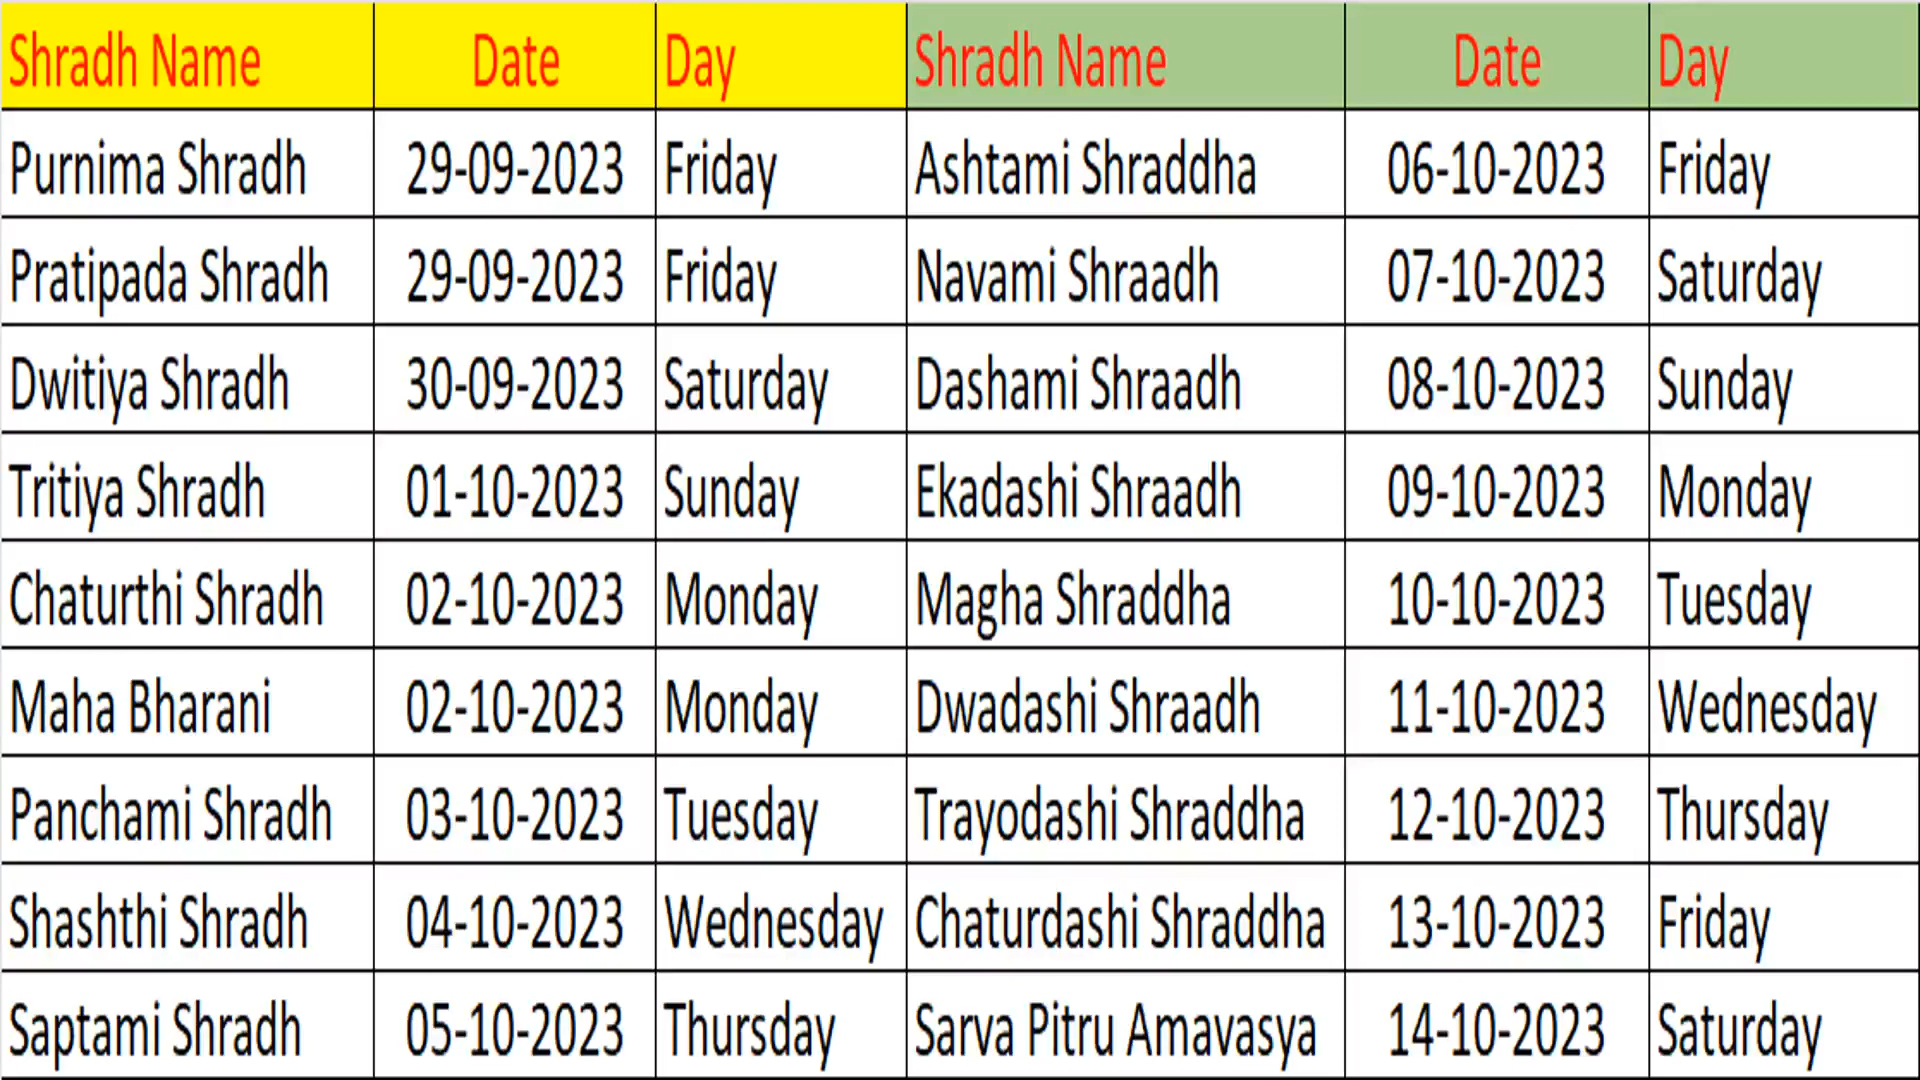 Shradh Name Date Day Shradh Name Date Day
Purnima Shradh 29-09-2023 Friday Ashtami Shraddha 06-10-2023 Friday
Pratipada Shradh 29-09-2023 Friday Navami Shraadh 07-10-2023 Saturday
Dwitiya Shradh 30-09-2023 Saturday Dashami Shraadh 08-10-2023 Sunday
Tritiya Shradh 01-10-2023 Sunday Ekadashi Shraadh 09-10-2023 Monday
Chaturthi Shradh 02-10-2023 Monday Magha Shraddha 10-10-2023 Tuesday
Maha Bharani 02-10-2023 Monday Dwadashi Shraadh 11-10-2023 Wednesday
Panchami Shradh 03-10-2023 Tuesday Trayodashi Shraddha 12-10-2023 Thursday
Shashthi Shradh 04-10-2023 Wednesday Chaturdashi Shraddha 13-10-2023 Friday
Saptami Shradh 05-10-2023 Thursday Sarva Pitru Amavasya 14-10-2023 Saturday